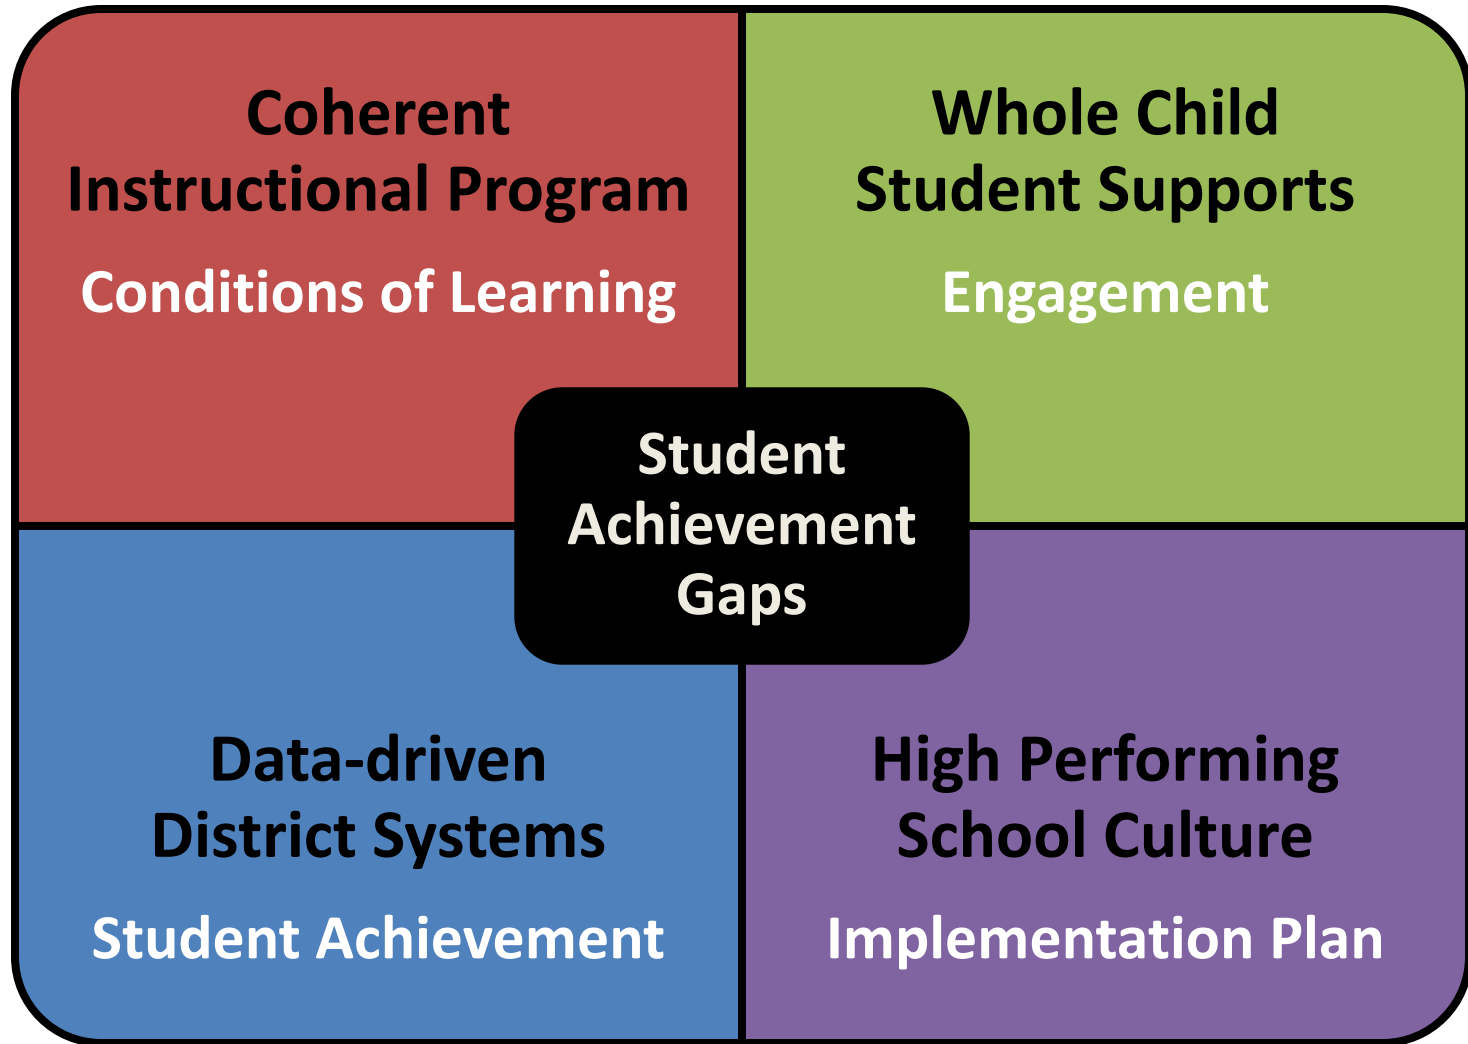 Coherent
Instructional Program
Conditions of Learning
Whole Child
Student Supports
Engagement
Student
Achievement
Gaps
Data-driven
District Systems
Student Achievement
High Performing
School Culture
Implementation Plan